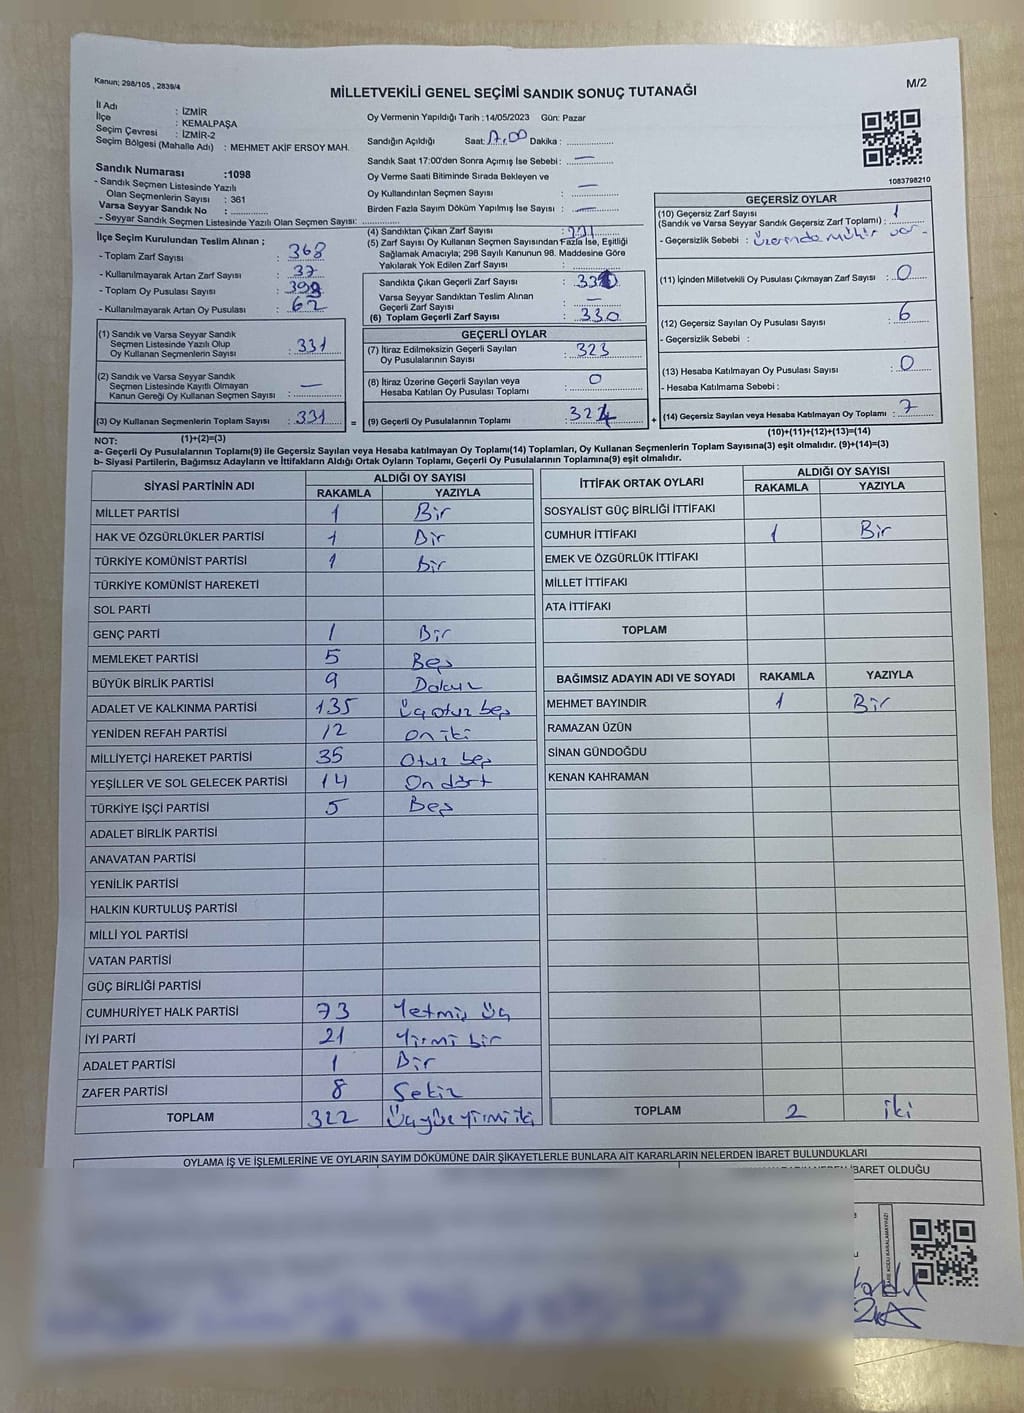 Kanun; 298/105 , 2839/4
MİLLETVEKİLİ GENEL SEÇİMİ SANDIK SONUÇ TUTANAĞI
M/2
İl Adı : İZMİR
İlçe : KEMALPAŞA
Seçim Çevresi : İZMİR-2
Seçim Bölgesi (Mahalle Adı) : MEHMET AKİF ERSOY MAH.
Oy Vermenin Yapıldığı Tarih : 14/05/2023 Gün: Pazar
Sandığın Açıldığı Saat: 17.00 Dakika :
Sandık Saat 17:00'den Sonra Açımış İse Sebebi : —
Oy Verme Saati Bitiminde Sırada Bekleyen ve
Oy Kullandırılan Seçmen Sayısı : —
Birden Fazla Sayım Döküm Yapılmış İse Sayısı : —
1083798210
Sandık Numarası :1098
- Sandık Seçmen Listesinde Yazılı
Olan Seçmenlerin Sayısı : 361
Varsa Seyyar Sandık No :
- Seyyar Sandık Seçmen Listesinde Yazılı Olan Seçmen Sayısı:
İlçe Seçim Kurulundan Teslim Alınan ;
- Toplam Zarf Sayısı : 368
- Kullanılmayarak Artan Zarf Sayısı : 37
- Toplam Oy Pusulası Sayısı :
- Kullanılmayarak Artan Oy Pusulası : 62
(1) Sandık ve Varsa Seyyar Sandık
Seçmen Listesinde Yazılı Olup
Oy Kullanan Seçmenlerin Sayısı : 331
(2) Sandık ve Varsa Seyyar Sandık
Seçmen Listesinde Kayıtlı Olmayan
Kanun Gereği Oy Kullanan Seçmen Sayısı : —
(3) Oy Kullanan Seçmenlerin Toplam Sayısı : 331
(1)+(2)=(3)
(4) Sandıktan Çıkan Zarf Sayısı :
(5) Zarf Sayısı Oy Kullanan Seçmen Sayısından Fazla İse, Eşitliği
Sağlamak Amacıyla; 298 Sayılı Kanunun 98. Maddesine Göre
Yakılarak Yok Edilen Zarf Sayısı :
Sandıkta Çıkan Geçerli Zarf Sayısı : 330
Varsa Seyyar Sandıktan Teslim Alınan
Geçerli Zarf Sayısı : —
(6) Toplam Geçerli Zarf Sayısı : 330
GEÇERLİ OYLAR
(7) İtiraz Edilmeksizin Geçerli Sayılan
Oy Pusulalarının Sayısı : 323
(8) İtiraz Üzerine Geçerli Sayılan veya
Hesaba Katılan Oy Pusulası Toplamı : 0
= (9) Geçerli Oy Pusulalarının Toplamı : 324 +
GEÇERSİZ OYLAR
(10) Geçersiz Zarf Sayısı
(Sandık ve Varsa Seyyar Sandık Geçersiz Zarf Toplamı) : 1
- Geçersizlik Sebebi : üzerinde mühür var.
(11) İçinden Milletvekili Oy Pusulası Çıkmayan Zarf Sayısı : 0
(12) Geçersiz Sayılan Oy Pusulası Sayısı : 6
- Geçersizlik Sebebi :
(13) Hesaba Katılmayan Oy Pusulası Sayısı : 0
- Hesaba Katılmama Sebebi :
(14) Geçersiz Sayılan veya Hesaba Katılmayan Oy Toplamı : 7
(10)+(11)+(12)+(13)=(14)
NOT:
a- Geçerli Oy Pusulalarının Toplamı(9) ile Geçersiz Sayılan veya Hesaba katılmayan Oy Toplamı(14) Toplamları, Oy Kullanan Seçmenlerin Toplam Sayısına(3) eşit olmalıdır. (9)+(14)=(3)
b- Siyasi Partilerin, Bağımsız Adayların ve İttifakların Aldığı Ortak Oyların Toplamı, Geçerli Oy Pusulalarının Toplamına(9) eşit olmalıdır.
SİYASİ PARTİNİN ADI ALDIĞI OY SAYISI
RAKAMLA YAZIYLA
MİLLET PARTİSİ 1 Bir
HAK VE ÖZGÜRLÜKLER PARTİSİ 1 Bir
TÜRKİYE KOMÜNİST PARTİSİ 1 Bir
TÜRKİYE KOMÜNİST HAREKETİ
SOL PARTİ
GENÇ PARTİ 1 Bir
MEMLEKET PARTİSİ 5 Beş
BÜYÜK BİRLİK PARTİSİ 9 Dokuz
ADALET VE KALKINMA PARTİSİ 135 Üçotuz beş
YENİDEN REFAH PARTİSİ 12 on iki
MİLLİYETÇİ HAREKET PARTİSİ 35 Otuz beş
YEŞİLLER VE SOL GELECEK PARTİSİ 14 On dört
TÜRKİYE İŞÇİ PARTİSİ 5 Beş
ADALET BİRLİK PARTİSİ
ANAVATAN PARTİSİ
YENİLİK PARTİSİ
HALKIN KURTULUŞ PARTİSİ
MİLLİ YOL PARTİSİ
VATAN PARTİSİ
GÜÇ BİRLİĞİ PARTİSİ
CUMHURİYET HALK PARTİSİ 73 Yetmiş üç
İYİ PARTİ 21 Yirmi bir
ADALET PARTİSİ 1 Bir
ZAFER PARTİSİ 8 Sekiz
TOPLAM 322 Üçyüz yirmi iki
İTTİFAK ORTAK OYLARI ALDIĞI OY SAYISI
RAKAMLA YAZIYLA
SOSYALİST GÜÇ BİRLİĞİ İTTİFAKI
CUMHUR İTTİFAKI 1 Bir
EMEK VE ÖZGÜRLÜK İTTİFAKI
MİLLET İTTİFAKI
ATA İTTİFAKI
TOPLAM
BAĞIMSIZ ADAYIN ADI VE SOYADI RAKAMLA YAZIYLA
MEHMET BAYINDIR 1 Bir
RAMAZAN ÜZÜN
SİNAN GÜNDOĞDU
KENAN KAHRAMAN
TOPLAM 2 iki
OYLAMA İŞ VE İŞLEMLERİNE VE OYLARIN SAYIM DÖKÜMÜNE DAİR ŞİKAYETLERLE BUNLARA AİT KARARLARIN NELERDEN İBARET BULUNDUKLARI
İBARET OLDUĞU